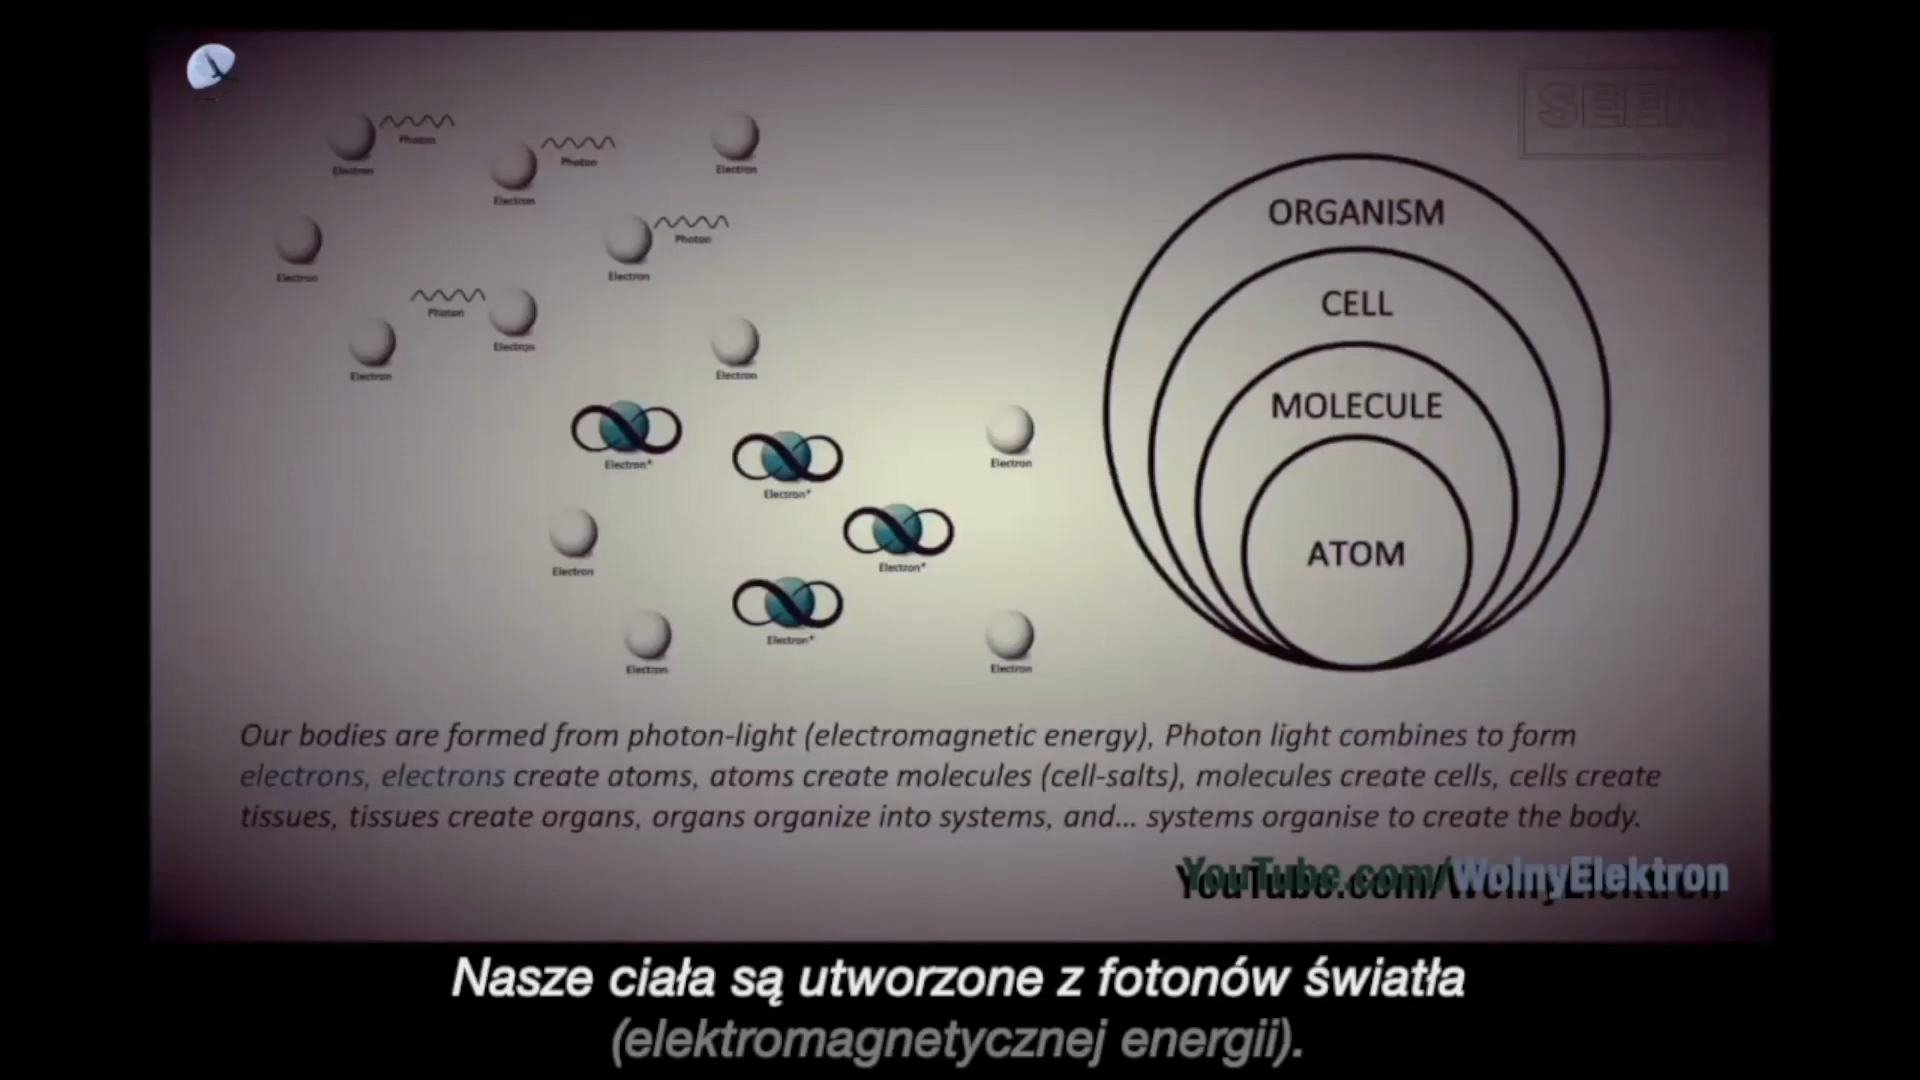 SEEK
Photon
Electron
Photon
Electron
Electron
Photon
Electron
Electron
Photon
Electron
Electron
Electron
Electron*
Electron*
Electron
Electron*
Electron
Electron*
Electron
Electron
ORGANISM
CELL
MOLECULE
ATOM
Our bodies are formed from photon-light (electromagnetic energy), Photon light combines to form
electrons, electrons create atoms, atoms create molecules (cell-salts), molecules create cells, cells create
tissues, tissues create organs, organs organize into systems, and... systems organise to create the body.
YouTube.com/WolnyElektron
Nasze ciała są utworzone z fotonów światła
(elektromagnetycznej energii).